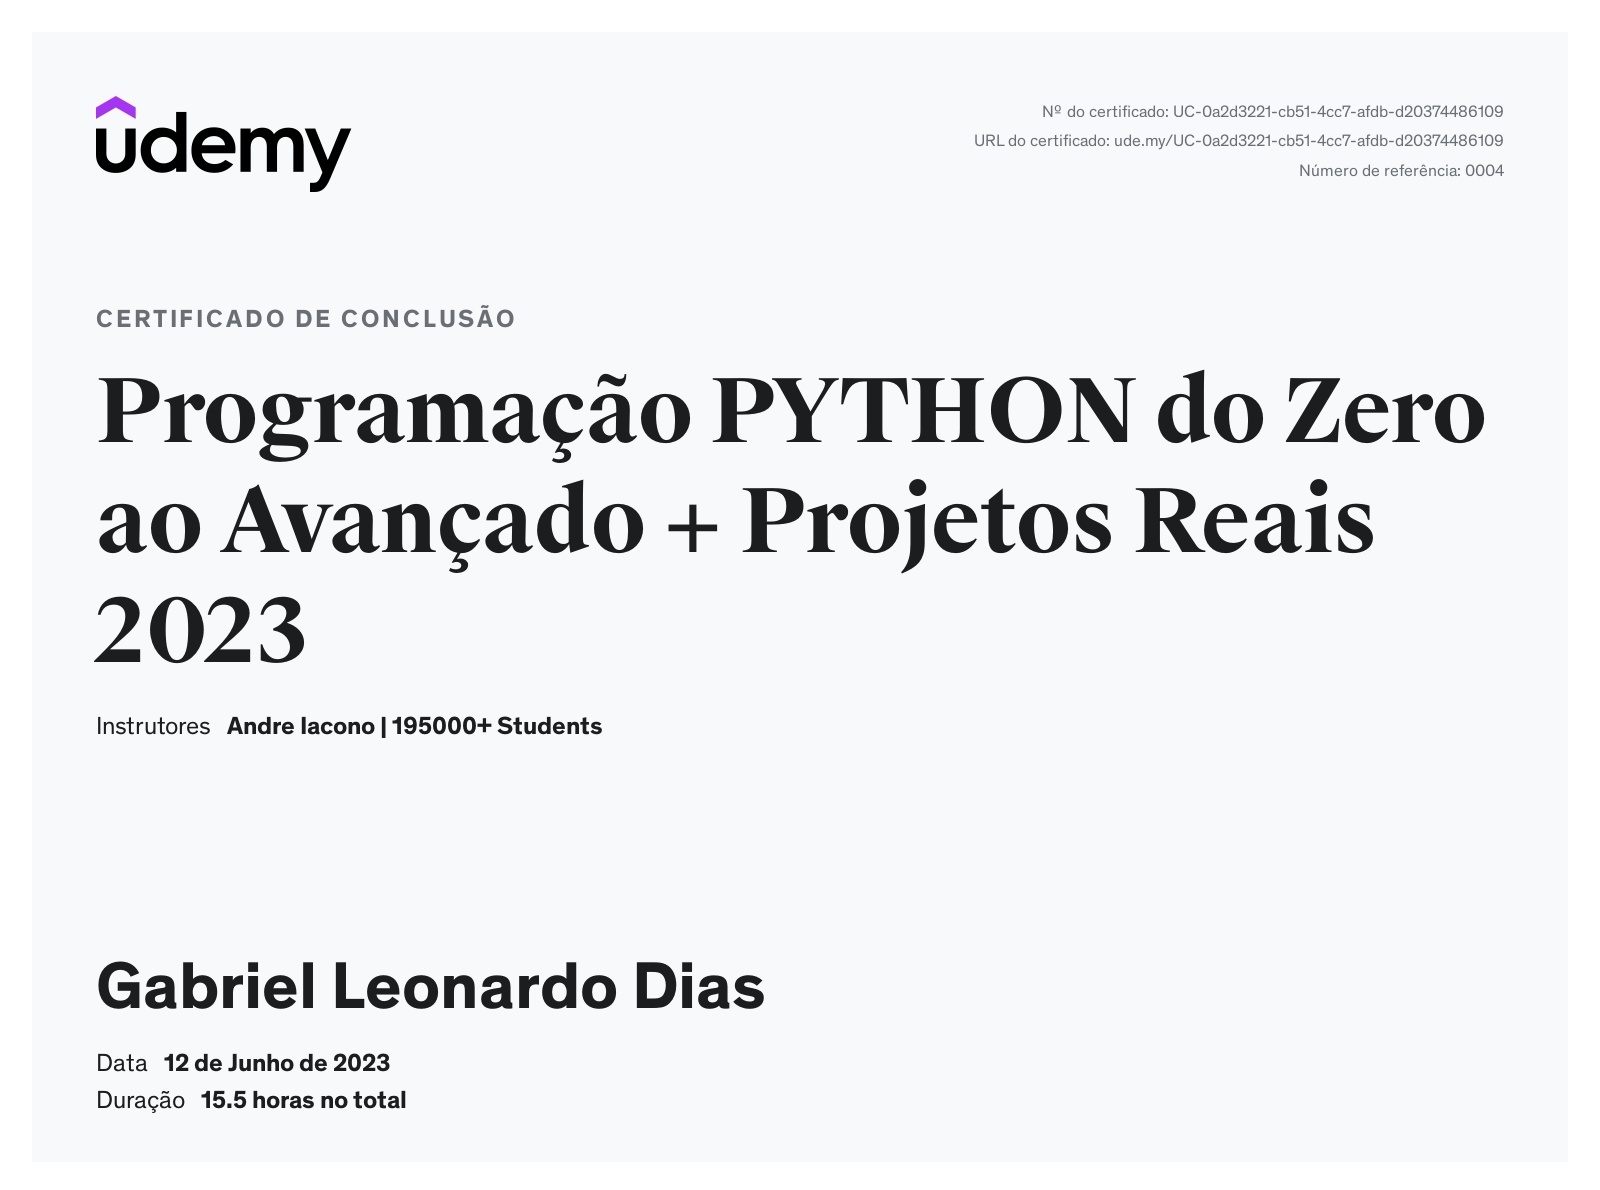 udemy
Nº do certificado: UC-0a2d3221-cb51-4cc7-afdb-d20374486109
URL do certificado: ude.my/UC-0a2d3221-cb51-4cc7-afdb-d20374486109
Número de referência: 0004
CERTIFICADO DE CONCLUSÃO
Programação PYTHON do Zero
ao Avançado + Projetos Reais
2023
Instrutores Andre Iacono | 195000+ Students
Gabriel Leonardo Dias
Data 12 de Junho de 2023
Duração 15.5 horas no total